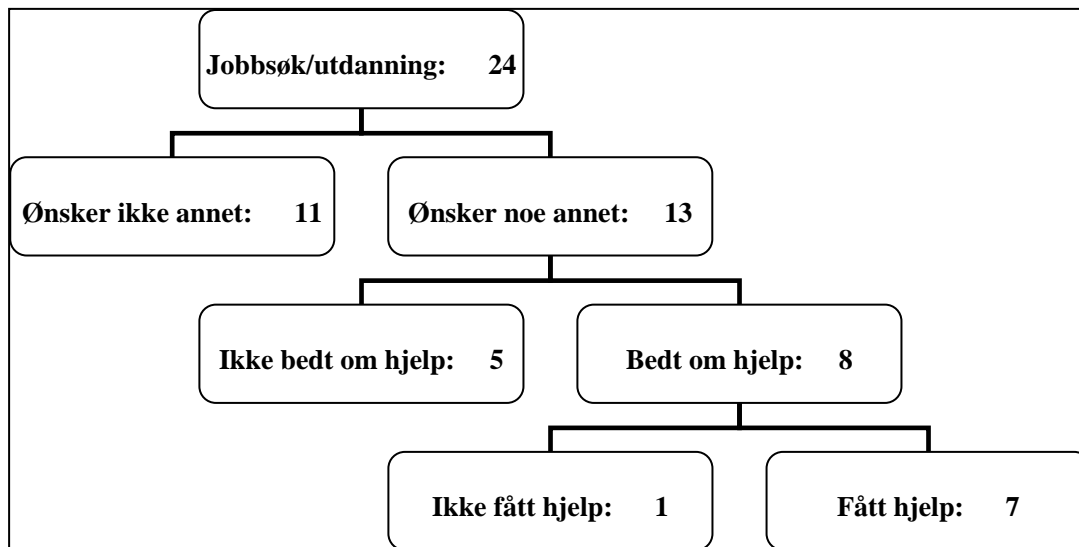 Jobbsøk/utdanning: 24
Ønsker ikke annet: 11
Ønsker noe annet: 13
Ikke bedt om hjelp: 5
Bedt om hjelp: 8
Ikke fått hjelp: 1
Fått hjelp: 7